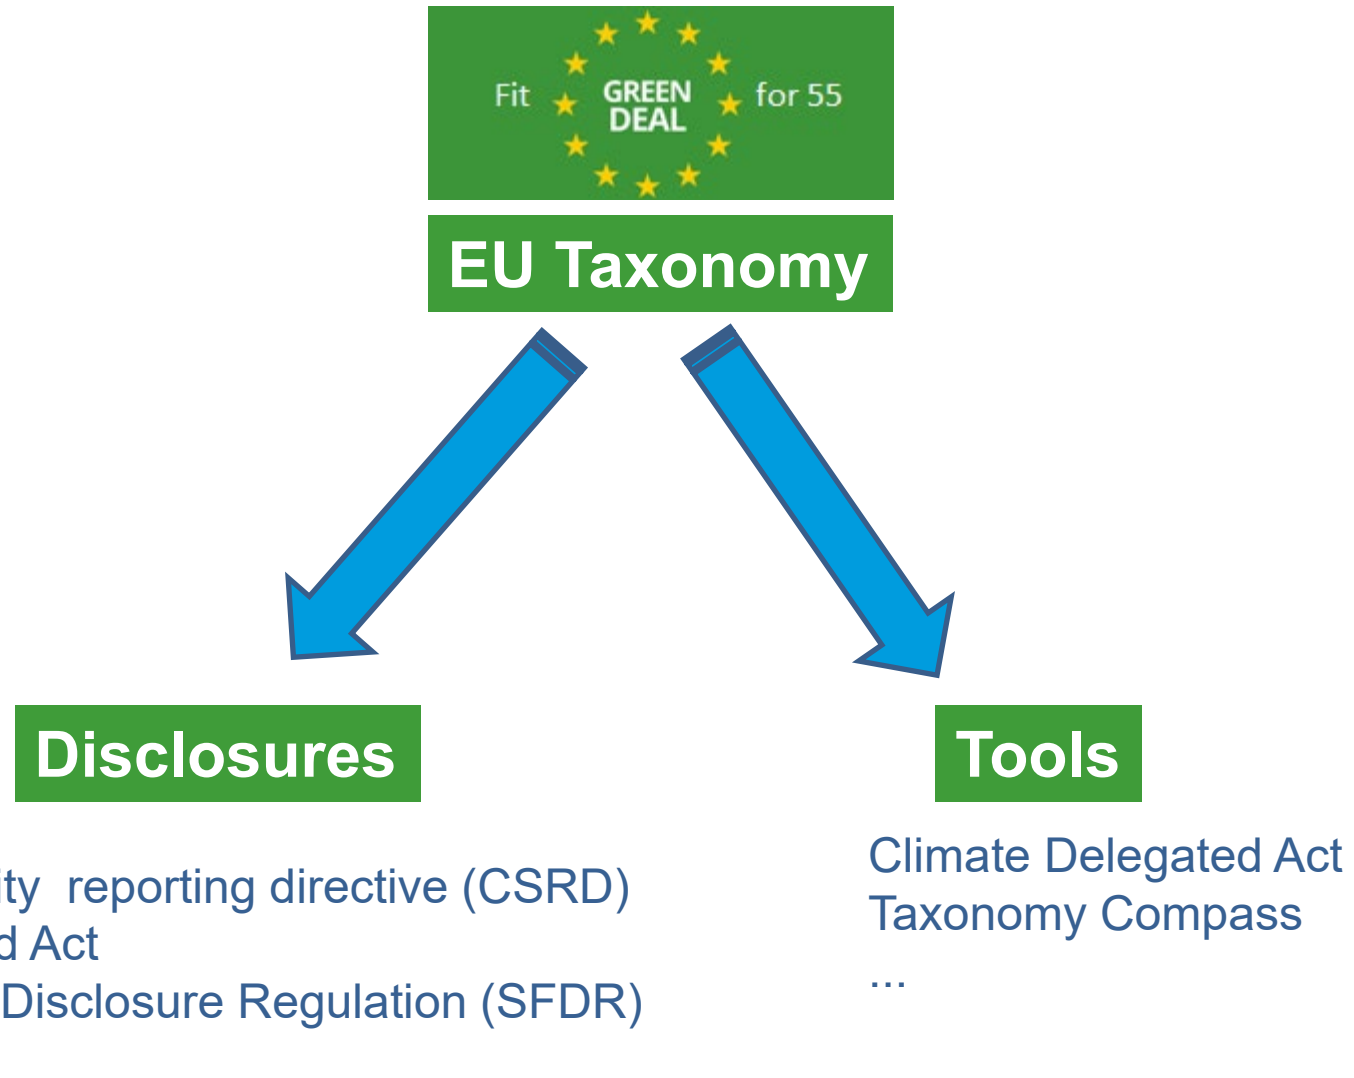 Fit GREEN for 55
DEAL
EU Taxonomy
Disclosures
Tools
ity  reporting directive (CSRD)
d Act
Disclosure Regulation (SFDR)
Climate Delegated Act
Taxonomy Compass
...